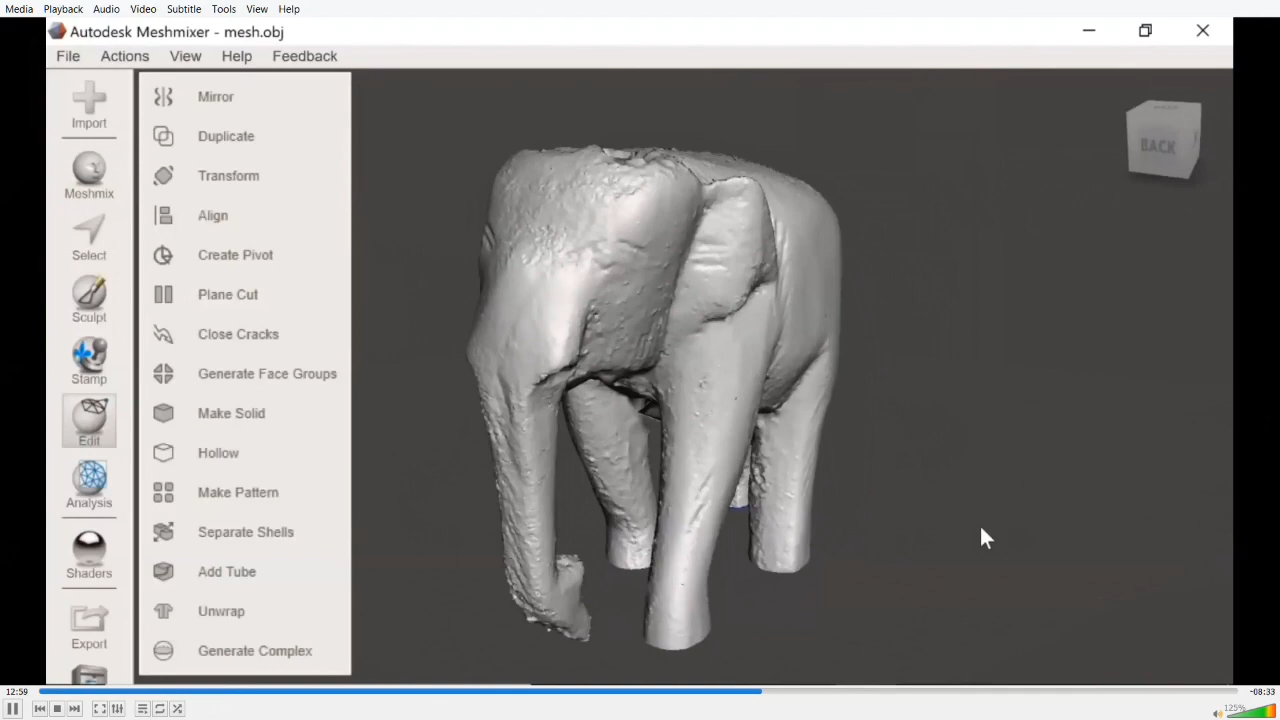 Media Playback Audio Video Subtitle Tools View Help
Autodesk Meshmixer - mesh.obj
File Actions View Help Feedback
Import
Meshmix
Select
Sculpt
Stamp
Edit
Analysis
Shaders
Export
Mirror
Duplicate
Transform
Align
Create Pivot
Plane Cut
Close Cracks
Generate Face Groups
Make Solid
Hollow
Make Pattern
Separate Shells
Add Tube
Unwrap
Generate Complex
BACK
12:59
-08:33
125%